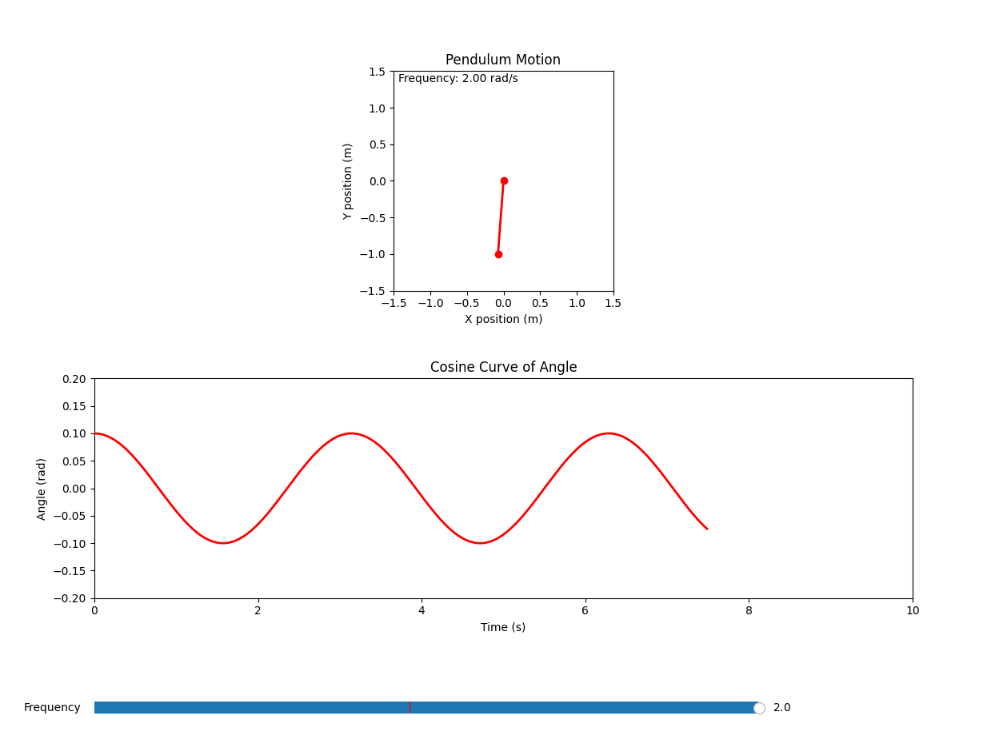 Pendulum Motion
Frequency: 2.00 rad/s
1.5
1.0
0.5
0.0
−0.5
−1.0
−1.5
Y position (m)
−1.5 −1.0 −0.5 0.0 0.5 1.0 1.5
X position (m)
Cosine Curve of Angle
0.20
0.15
0.10
0.05
0.00
−0.05
−0.10
−0.15
−0.20
Angle (rad)
0 2 4 6 8 10
Time (s)
Frequency 2.0